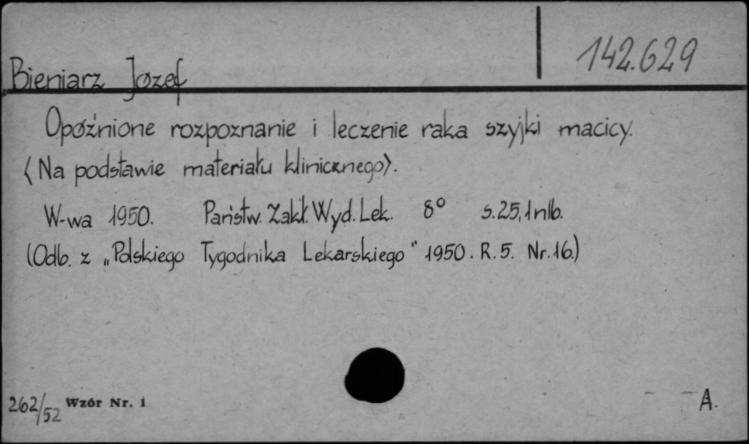 142.629
Bieniarz Józef
Opóźnione rozpoznanie i leczenie raka szyjki macicy.
<Na podstawie materiału klinicznego>.
W-wa 1950. Państw. Zakł. Wyd. Lek. 8° s. 25, 1 nlb.
(Odb. z „Polskiego Tygodnika Lekarskiego" 1950. R. 5. Nr. 16.)
262/52 Wzór Nr. 1
A.